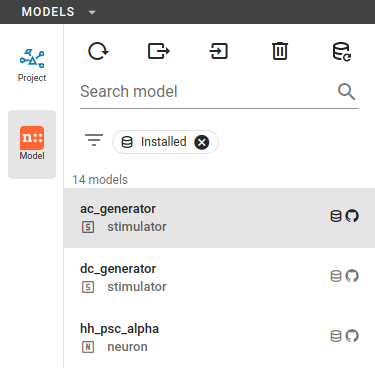 MODELS
Project
n::
Model
Search model
Installed
14 models
ac_generator
S stimulator
dc_generator
S stimulator
hh_psc_alpha
N neuron